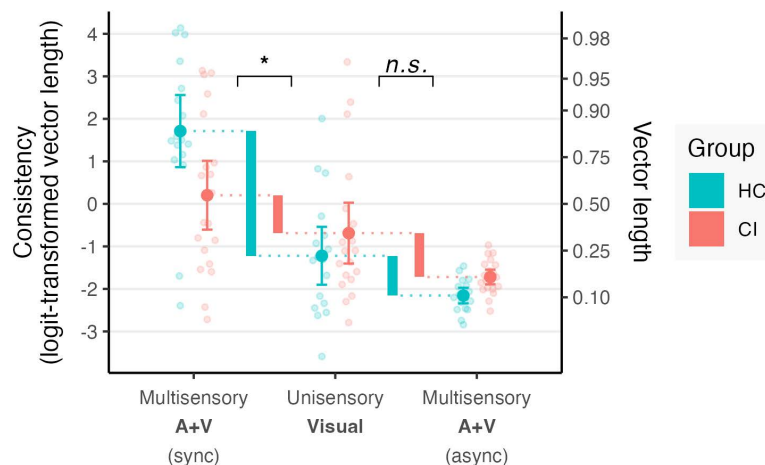 Consistency
(logit-transformed vector length)
4
3
2
1
0
-1
-2
-3
*
n.s.
0.98
0.95
0.90
0.75
0.50
0.25
0.10
Vector length
Group
HC
CI
Multisensory
A+V
(sync)
Unisensory
Visual
Multisensory
A+V
(async)